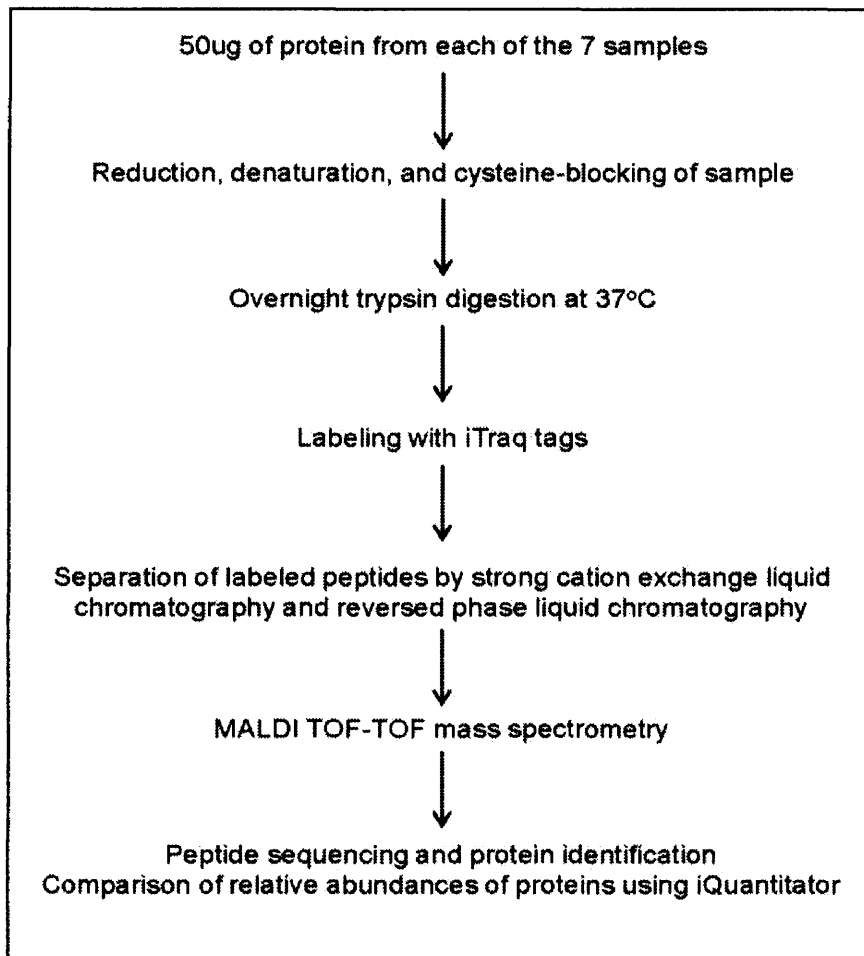 50ug of protein from each of the 7 samples
Reduction, denaturation, and cysteine-blocking of sample
Overnight trypsin digestion at 37°C
Labeling with iTraq tags
Separation of labeled peptides by strong cation exchange liquid
chromatography and reversed phase liquid chromatography
MALDI TOF-TOF mass spectrometry
Peptide sequencing and protein identification
Comparison of relative abundances of proteins using iQuantitator